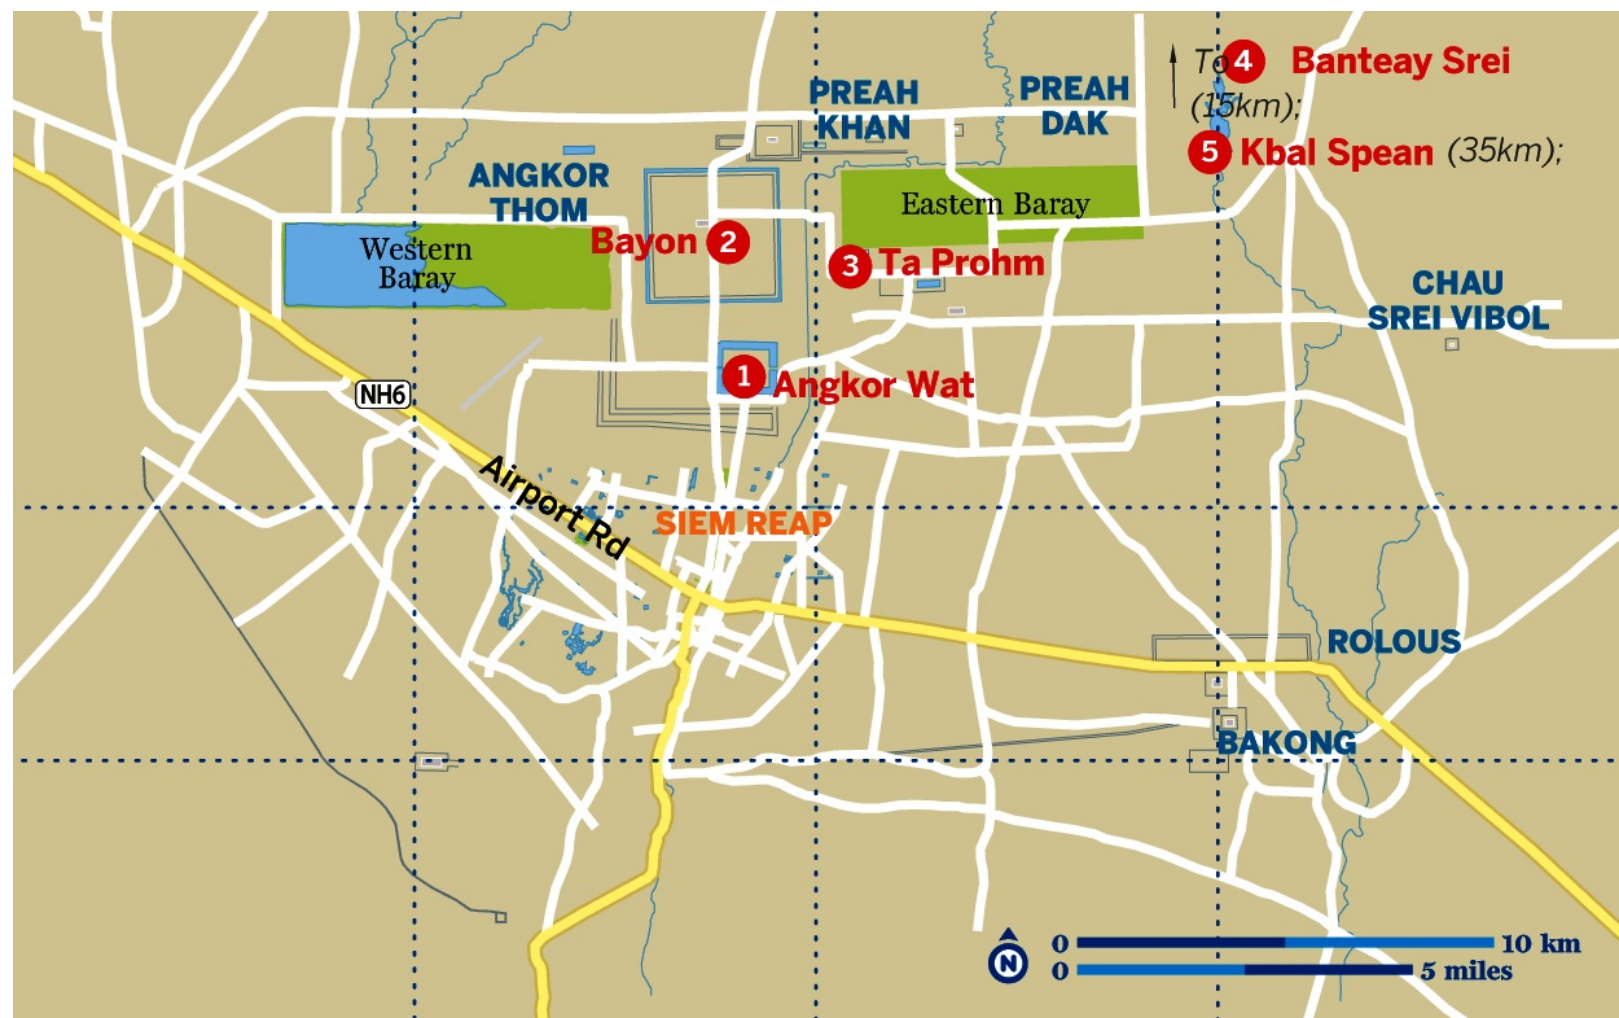 To 4 Banteay Srei
(15km);
5 Kbal Spean (35km);
PREAH
KHAN
PREAH
DAK
ANGKOR
THOM
Eastern Baray
Western
Baray
Bayon 2
3 Ta Prohm
CHAU
SREI VIBOL
1 Angkor Wat
NH6
Airport Rd
SIEM REAP
ROLOUS
BAKONG
N
0 10 km
0 5 miles